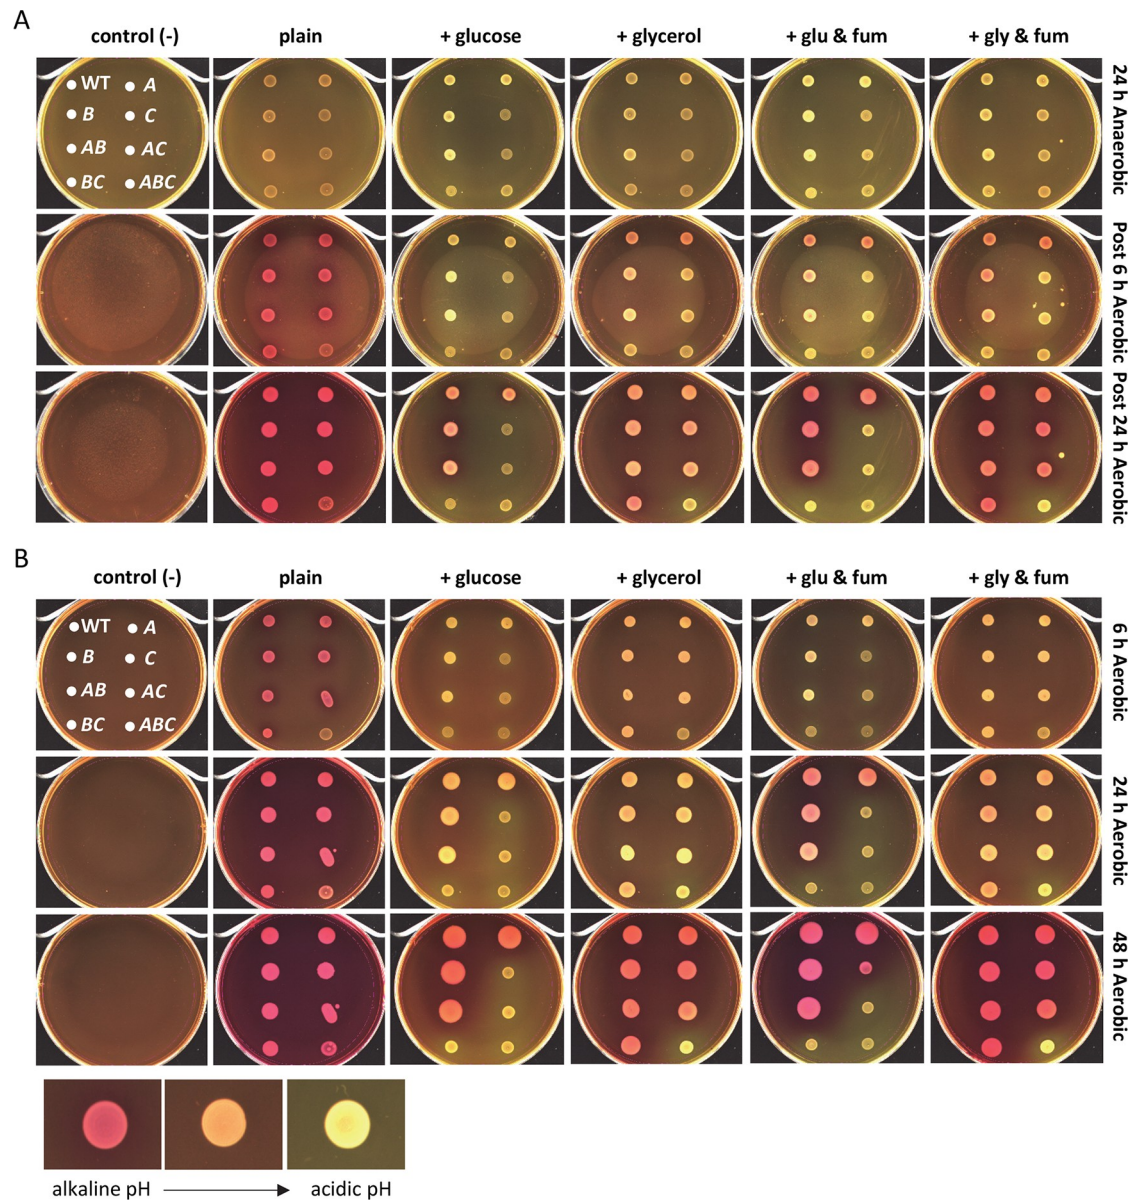 A
control (-) plain + glucose + glycerol + glu & fum + gly & fum
WT A
B C
AB AC
BC ABC
24 h Anaerobic
Post 6 h Aerobic
Post 24 h Aerobic
B
control (-) plain + glucose + glycerol + glu & fum + gly & fum
WT A
B C
AB AC
BC ABC
6 h Aerobic
24 h Aerobic
48 h Aerobic
alkaline pH acidic pH